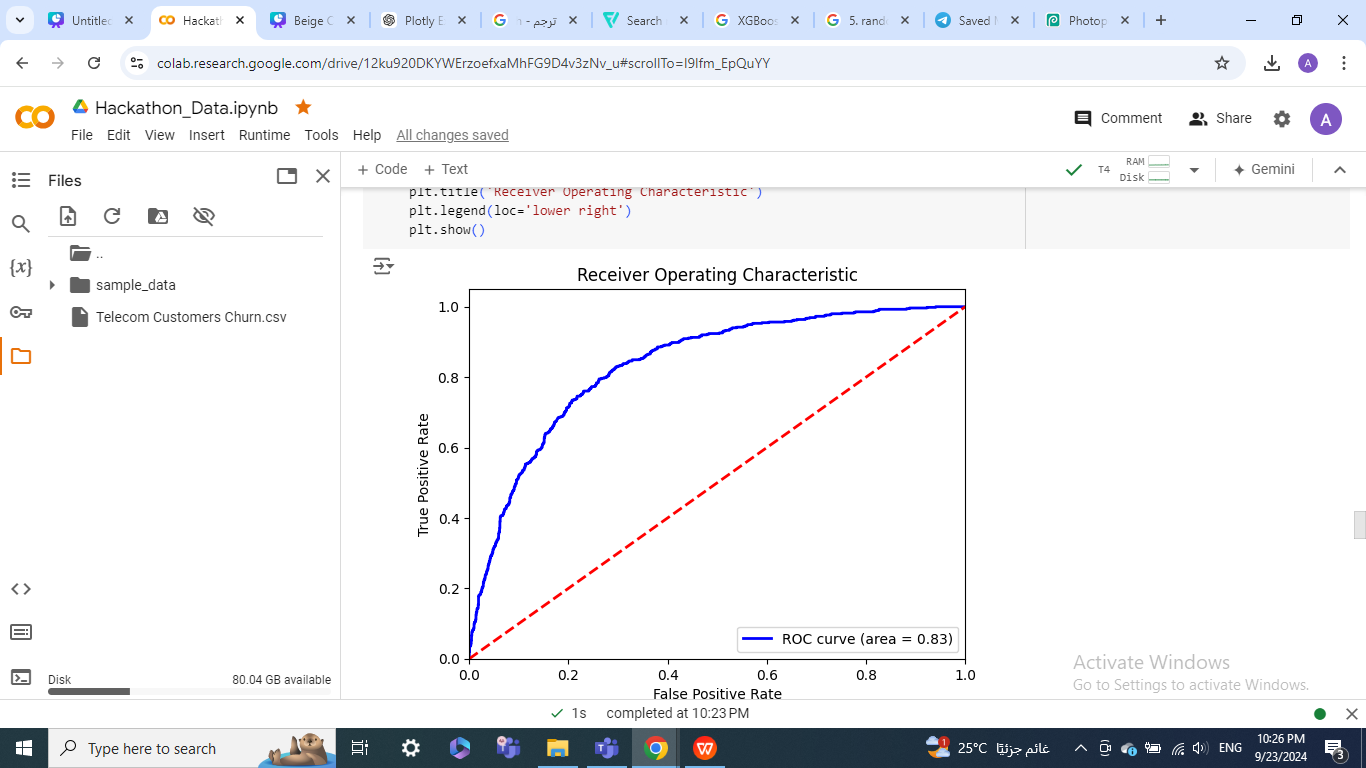 Untitled
Hackath
Beige C
Plotly E
ترجم - n
Search
XGBoos
5. rand
Saved
Photop
colab.research.google.com/drive/12ku920DKYWErzoefxaMhFG9D4v3zNv_u#scrollTo=I9lfm_EpQuYY
A
Hackathon_Data.ipynb
File Edit View Insert Runtime Tools Help All changes saved
Comment Share A
Files
+ Code + Text
T4 RAM
Disk
Gemini
plt.title('Receiver Operating Characteristic')
plt.legend(loc='lower right')
plt.show()
..
sample_data
Telecom Customers Churn.csv
{x}
Receiver Operating Characteristic
1.0
0.8
0.6
0.4
0.2
0.0
True Positive Rate
ROC curve (area = 0.83)
0.0 0.2 0.4 0.6 0.8 1.0
False Positive Rate
Disk 80.04 GB available
Activate Windows
Go to Settings to activate Windows.
1s completed at 10:23 PM
Type here to search
1
25°C غائم جزئيًا
ENG
10:26 PM
9/23/2024
3